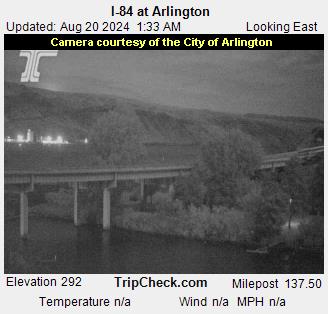 I-84 at Arlington
Updated: Aug 20 2024 1:33 AM Looking East
Camera courtesy of the City of Arlington
Elevation 292 TripCheck.com Milepost 137.50
Temperature n/a Wind n/a MPH n/a